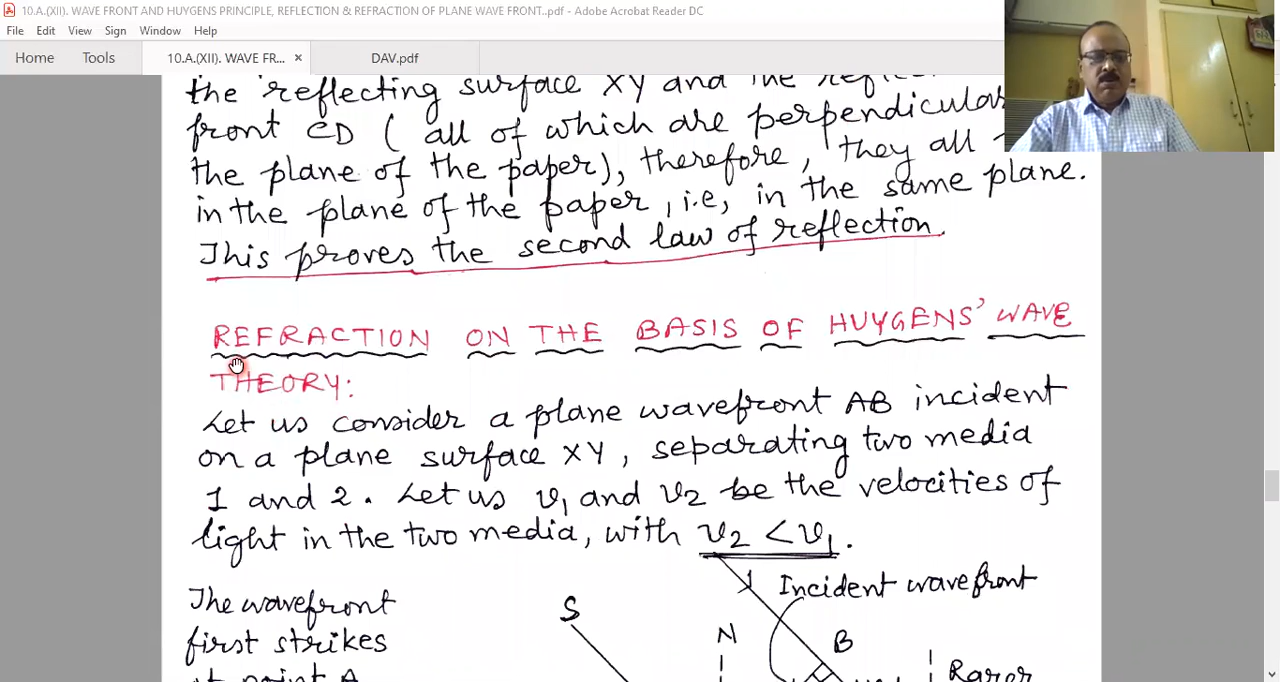 10.A.(XII). WAVE FRONT AND HUYGENS PRINCIPLE, REFLECTION & REFRACTION OF PLANE WAVE FRONT..pdf - Adobe Acrobat Reader DC
File Edit View Sign Window Help
Home Tools 10.A.(XII). WAVE FR... × DAV.pdf
the reflecting surface XY and the
front CD ( all of which are perpendicular
the plane of the paper), therefore, they all
in the plane of the paper, i.e, in the same plane.
This proves the second law of reflection.
REFRACTION ON THE BASIS OF HUYGENS' WAVE
THEORY:
Let us consider a plane wavefront AB incident
on a plane surface XY, separating two media
1 and 2. Let us v1 and v2 be the velocities of
light in the two media, with v2 < v1.
Incident wavefront
The wavefront
first strikes
at point A
S
N
B
Rarer